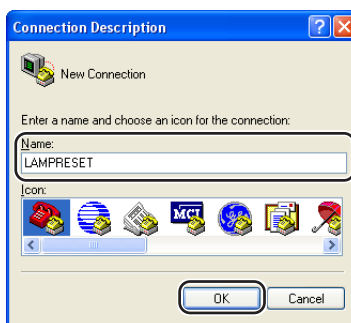 Connection Description
New Connection
Enter a name and choose an icon for the connection:
Name:
LAMPRESET
Icon:
MCI
OK
Cancel